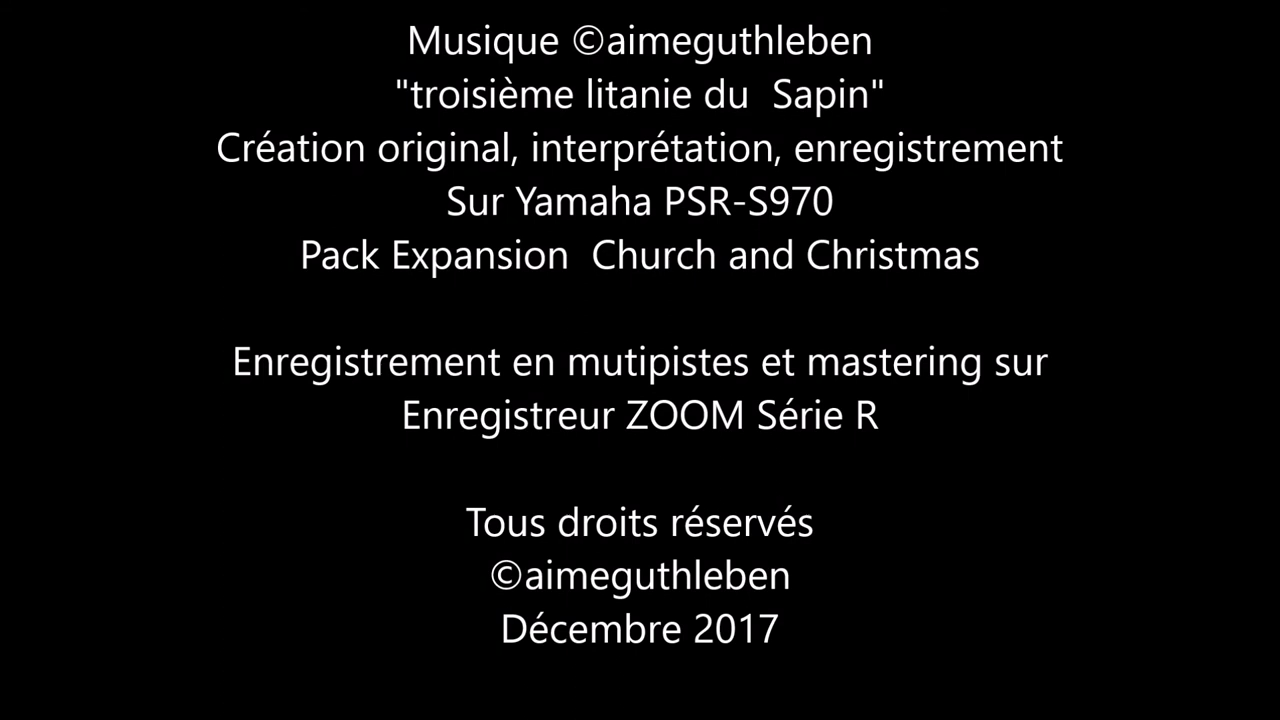 Musique ©aimeguthleben
"troisième litanie du  Sapin"
Création original, interprétation, enregistrement
Sur Yamaha PSR-S970
Pack Expansion  Church and Christmas
Enregistrement en mutipistes et mastering sur
Enregistreur ZOOM Série R
Tous droits réservés
©aimeguthleben
Décembre 2017